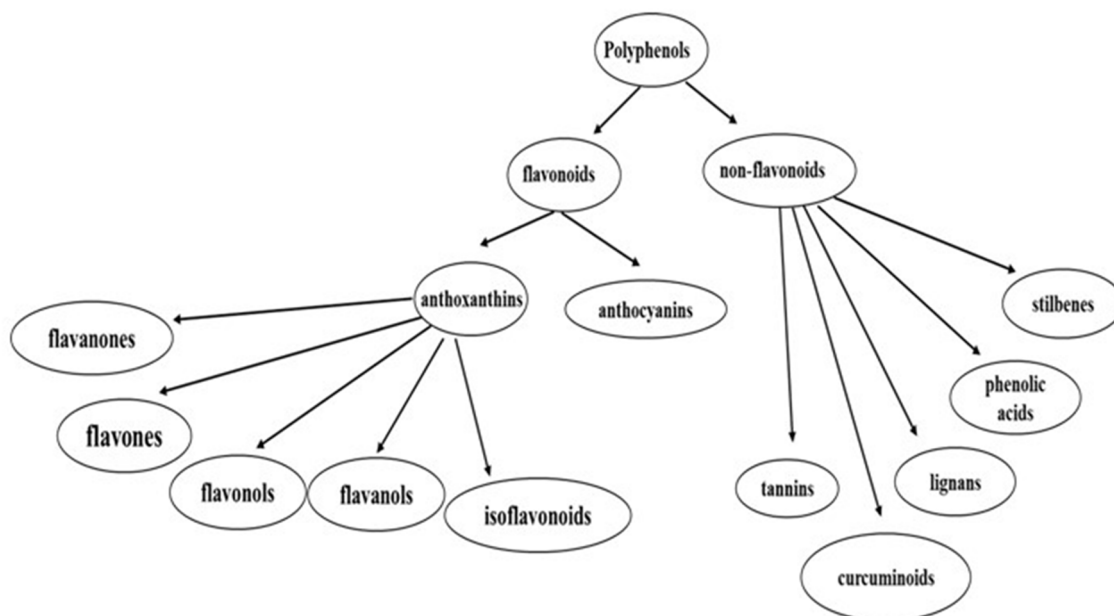 Polyphenols
flavonoids
non-flavonoids
anthoxanthins
anthocyanins
stilbenes
flavanones
phenolic
acids
flavones
flavonols
flavanols
isoflavonoids
tannins
lignans
curcuminoids